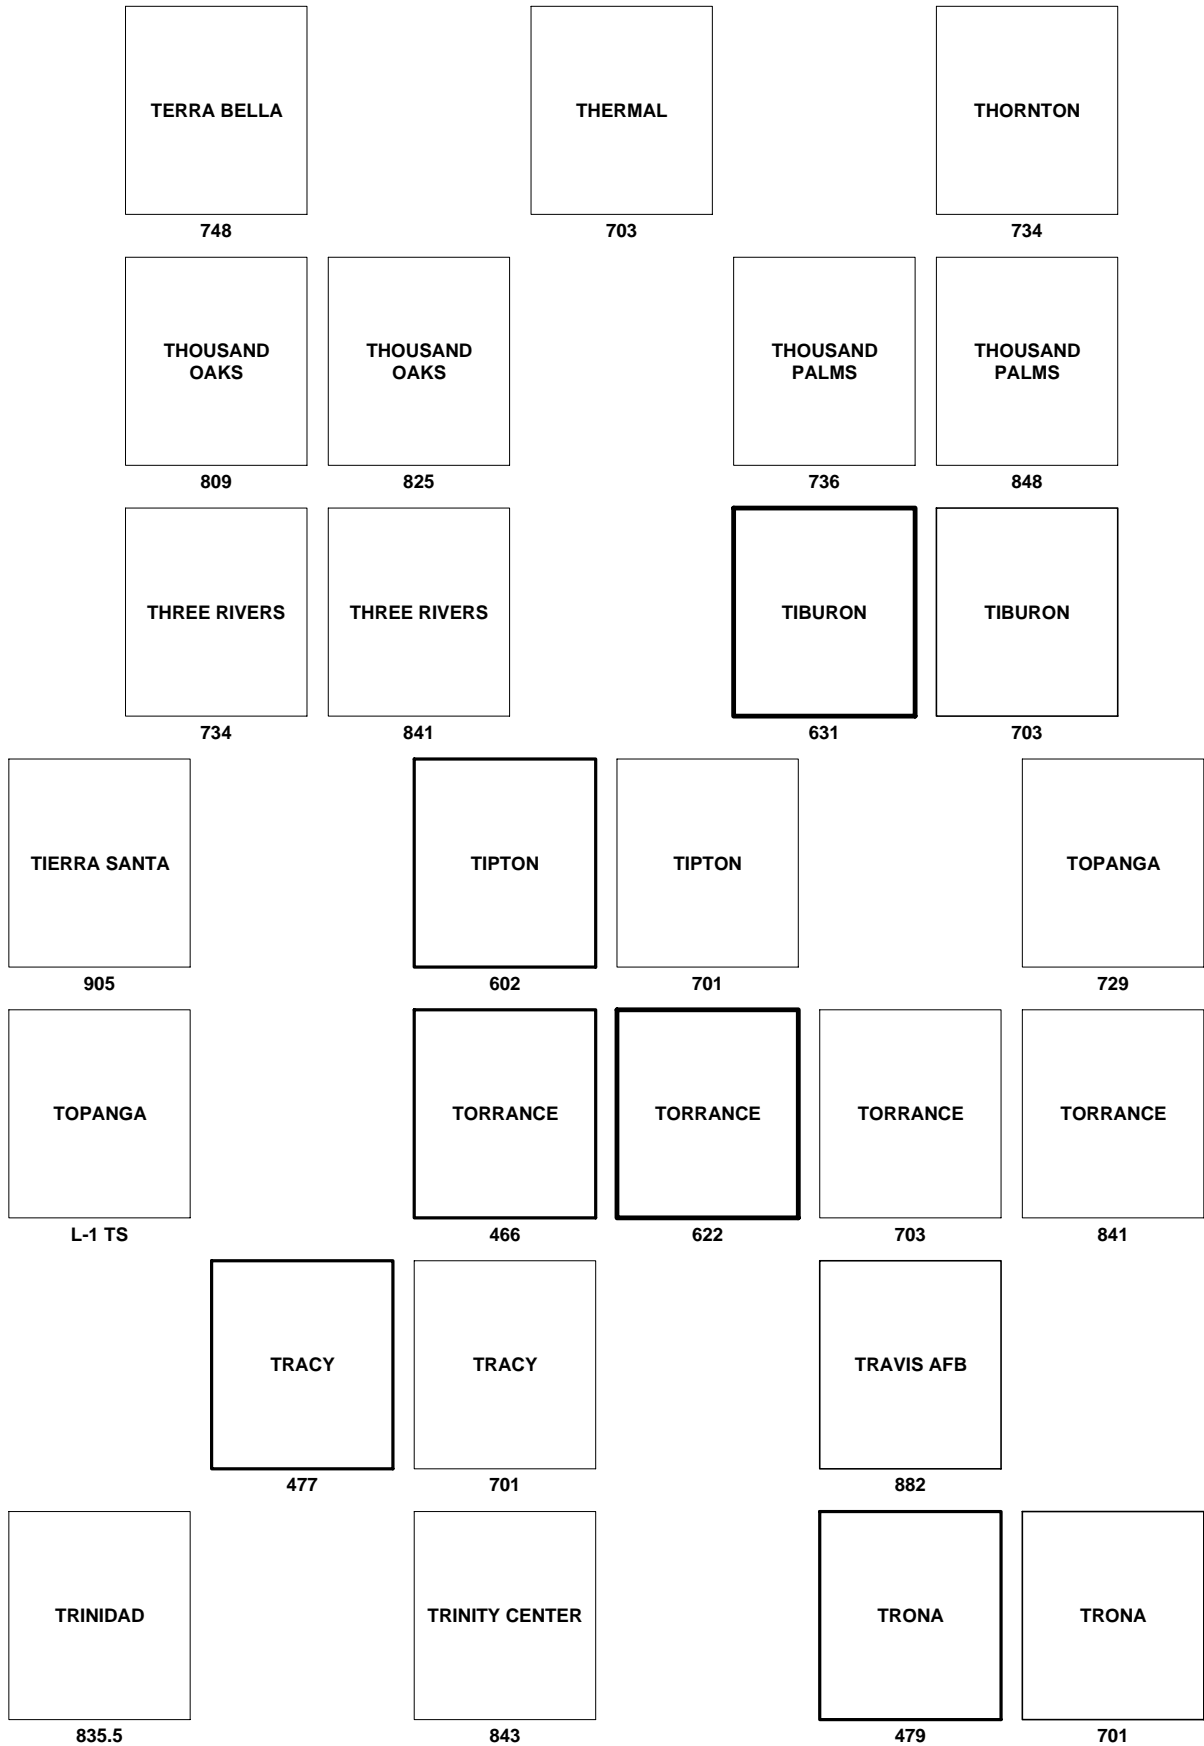 TERRA BELLA
THERMAL
THORNTON
748
703
734
THOUSAND
OAKS
THOUSAND
OAKS
THOUSAND
PALMS
THOUSAND
PALMS
809
825
736
848
THREE RIVERS
THREE RIVERS
TIBURON
TIBURON
734
841
631
703
TIERRA SANTA
TIPTON
TIPTON
TOPANGA
905
602
701
729
TOPANGA
TORRANCE
TORRANCE
TORRANCE
TORRANCE
L-1 TS
466
622
703
841
TRACY
TRACY
TRAVIS AFB
477
701
882
TRINIDAD
TRINITY CENTER
TRONA
TRONA
835.5
843
479
701